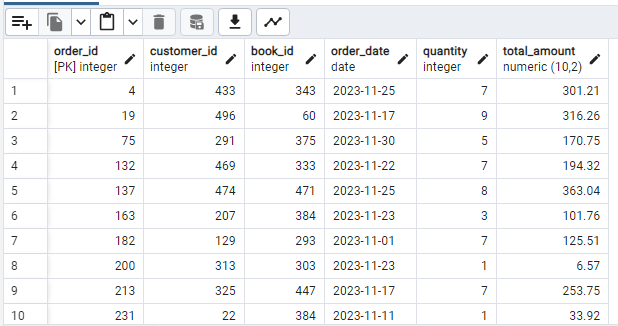 order_id customer_id book_id order_date quantity total_amount
[PK] integer integer integer date integer numeric (10,2)
1 4 433 343 2023-11-25 7 301.21
2 19 496 60 2023-11-17 9 316.26
3 75 291 375 2023-11-30 5 170.75
4 132 469 333 2023-11-22 7 194.32
5 137 474 471 2023-11-25 8 363.04
6 163 207 384 2023-11-23 3 101.76
7 182 129 293 2023-11-01 7 125.51
8 200 313 303 2023-11-23 1 6.57
9 213 325 447 2023-11-17 7 253.75
10 231 22 384 2023-11-11 1 33.92